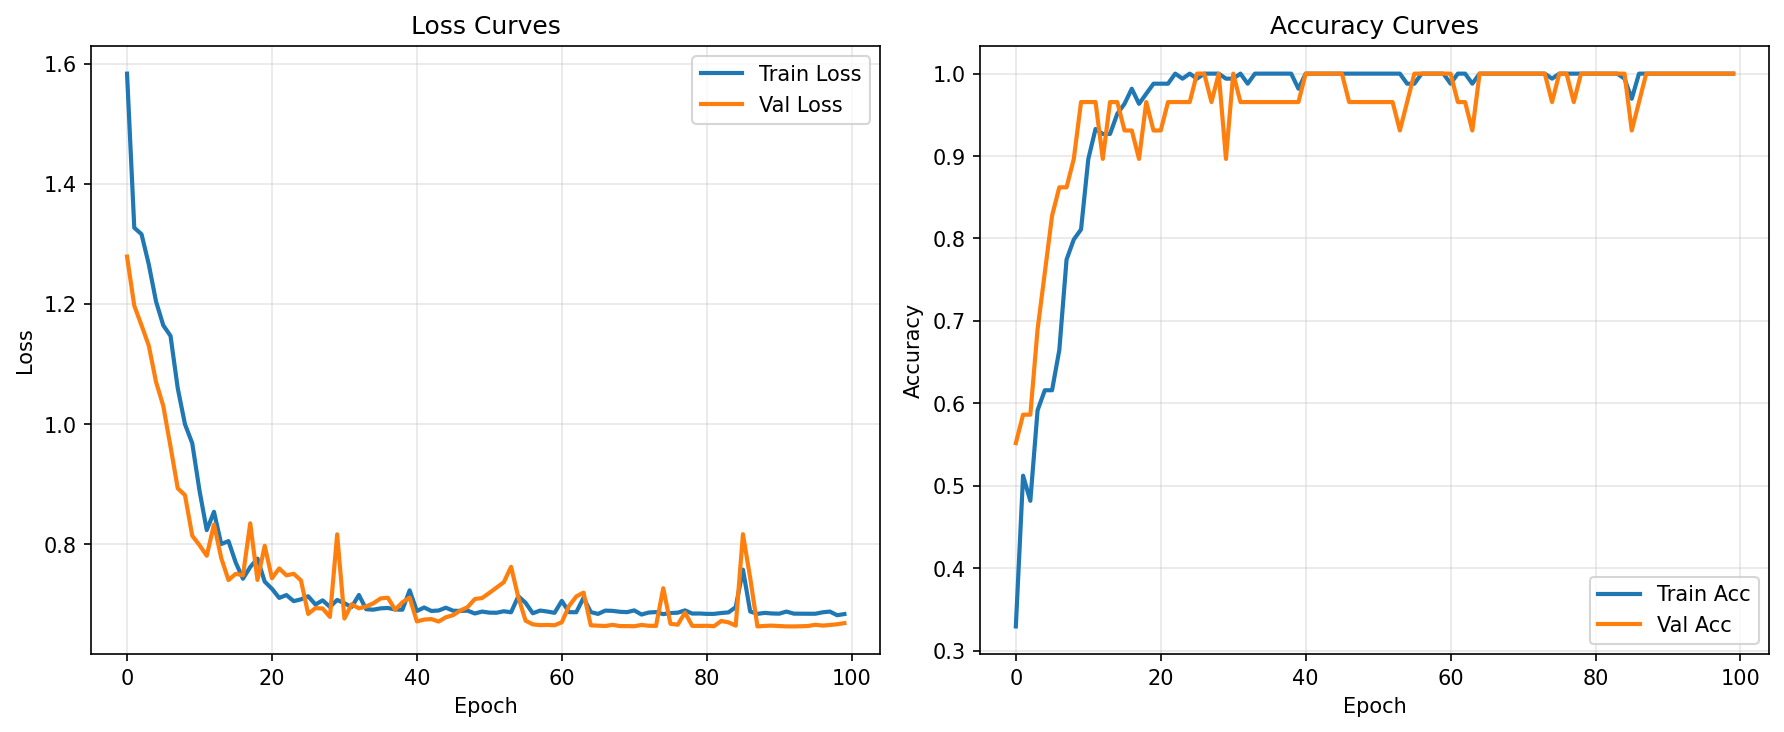 Loss Curves
Train Loss
Val Loss
1.6
1.4
1.2
1.0
0.8
Loss
0 20 40 60 80 100
Epoch
Accuracy Curves
Train Acc
Val Acc
1.0
0.9
0.8
0.7
0.6
0.5
0.4
0.3
Accuracy
0 20 40 60 80 100
Epoch